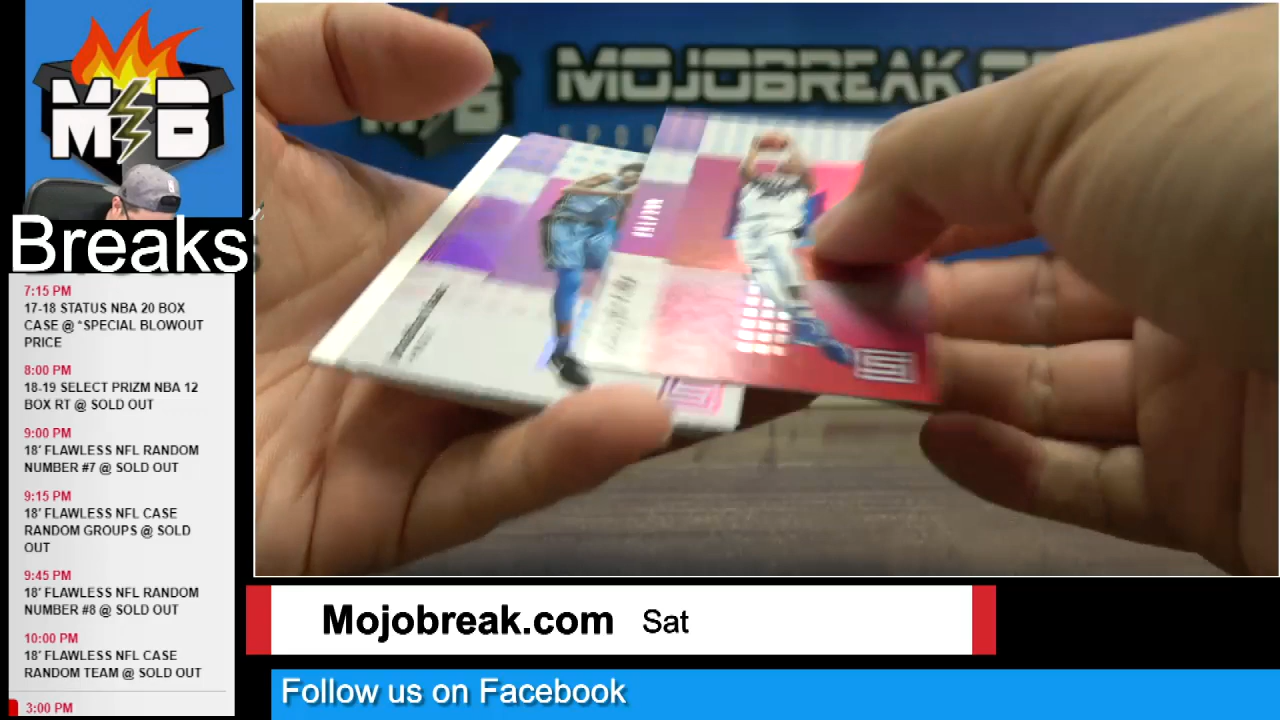 M B
MOJOBREAK.C
SPO
Breaks
7:15 PM
17-18 STATUS NBA 20 BOX
CASE @ *SPECIAL BLOWOUT
PRICE
8:00 PM
18-19 SELECT PRIZM NBA 12
BOX RT @ SOLD OUT
9:00 PM
18' FLAWLESS NFL RANDOM
NUMBER #7 @ SOLD OUT
9:15 PM
18' FLAWLESS NFL CASE
RANDOM GROUPS @ SOLD
OUT
9:45 PM
18' FLAWLESS NFL RANDOM
NUMBER #8 @ SOLD OUT
10:00 PM
18' FLAWLESS NFL CASE
RANDOM TEAM @ SOLD OUT
3:00 PM
Mojobreak.com Sat
Follow us on Facebook